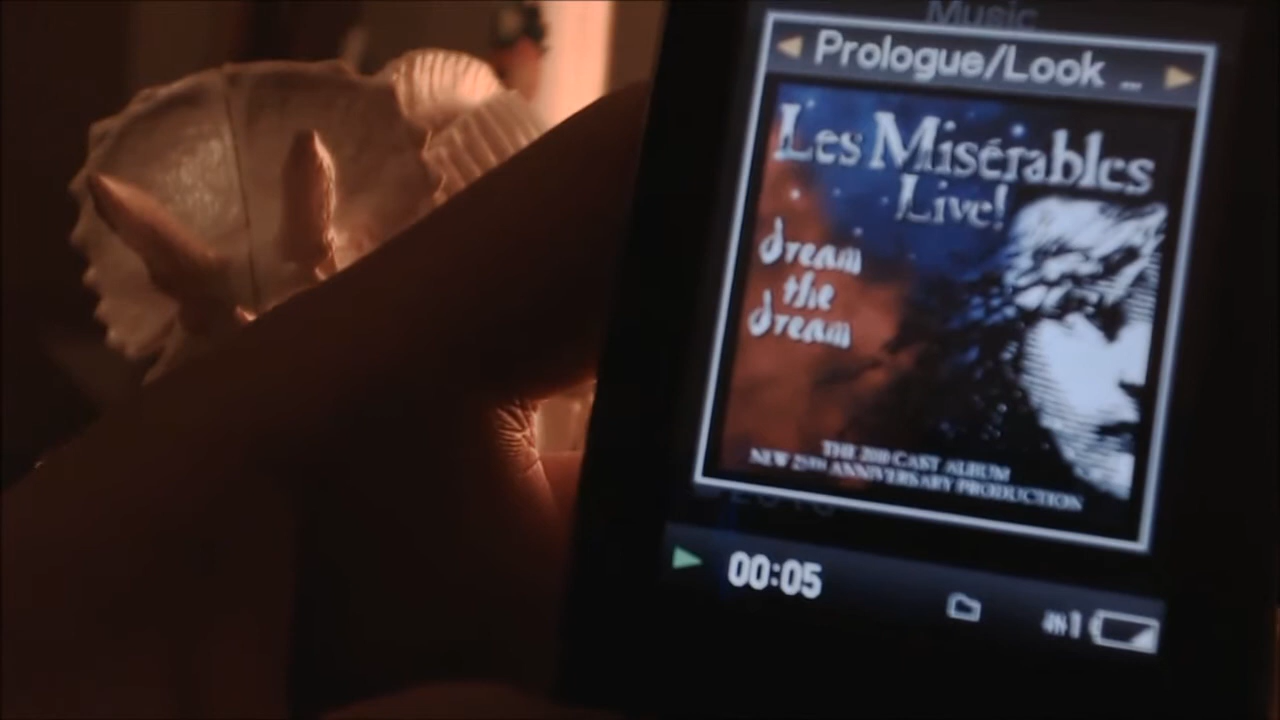 Music
Prologue/Look ...
Les Misérables
Live!
dream
the
dream
THE 2010 CAST ALBUM
NEW 25TH ANNIVERSARY PRODUCTION
2010
00:05